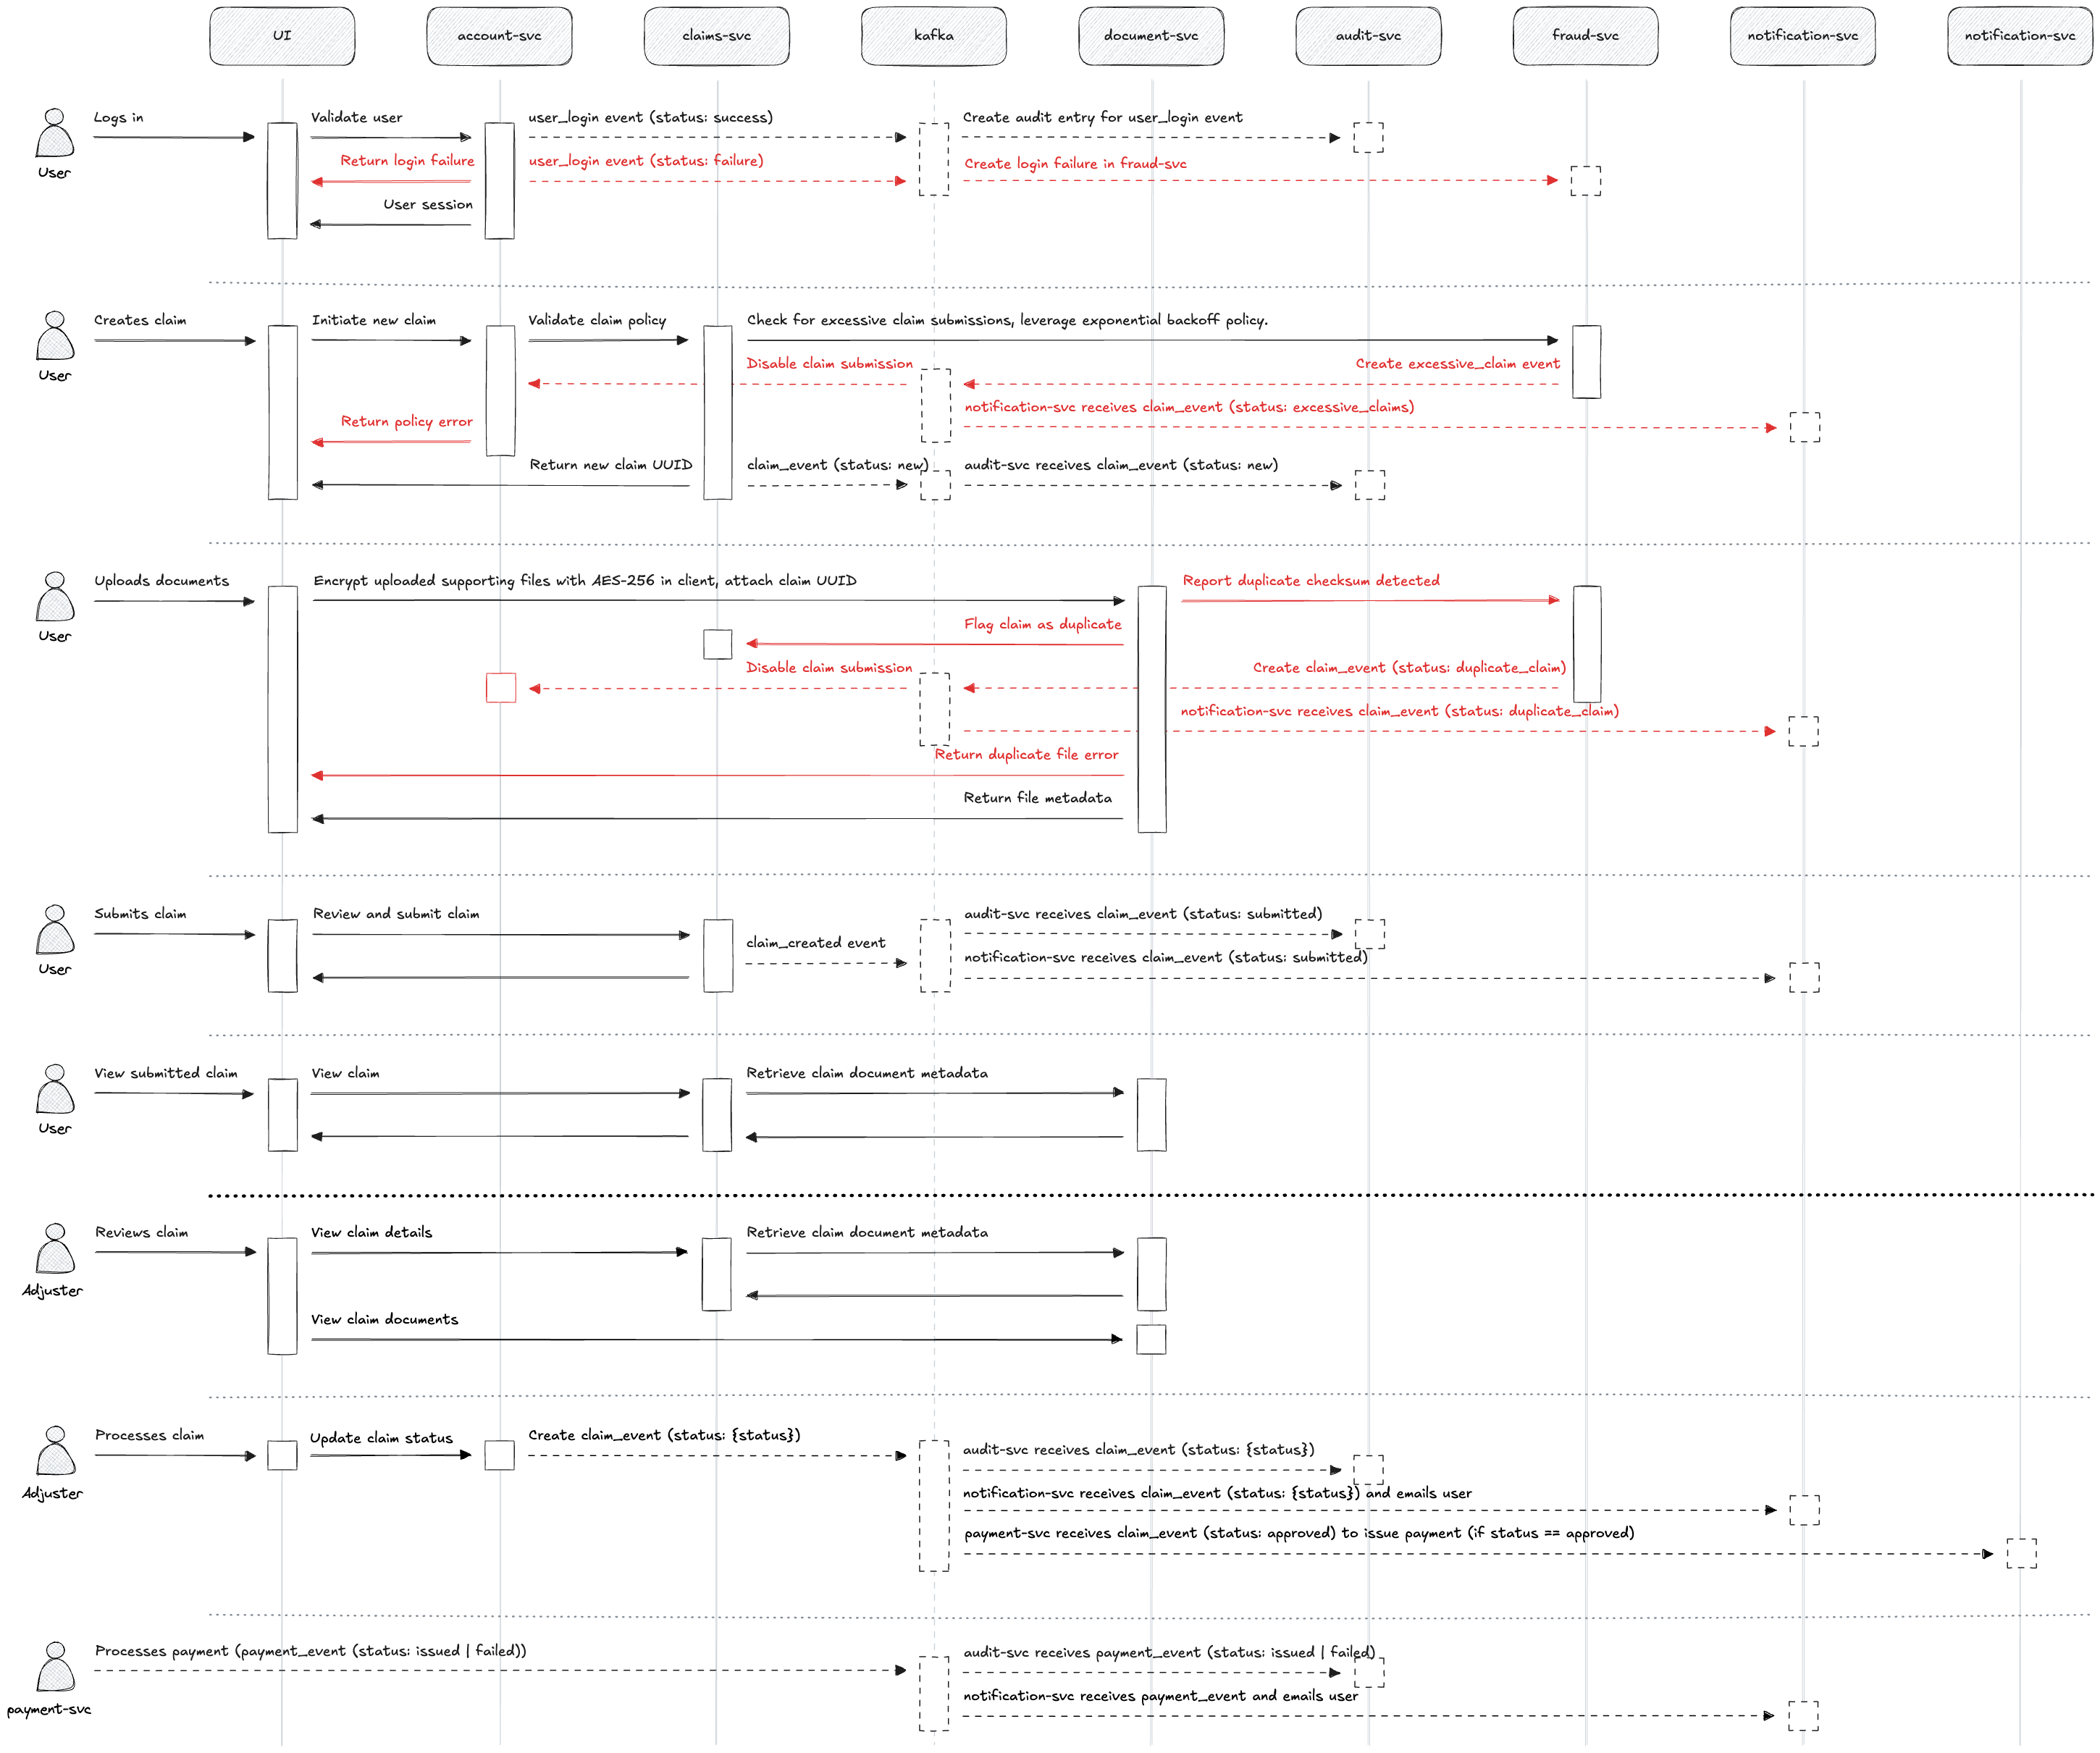 UI
account-svc
claims-svc
kafka
document-svc
audit-svc
fraud-svc
notification-svc
notification-svc
Logs in
Validate user
user_login event (status: success)
Create audit entry for user_login event
User
Return login failure
user_login event (status: failure)
Create login failure in fraud-svc
User session
Creates claim
Initiate new claim
Validate claim policy
Check for excessive claim submissions, leverage exponential backoff policy.
User
Disable claim submission
Create excessive_claim event
notification-svc receives claim_event (status: excessive_claims)
Return policy error
Return new claim UUID
claim_event (status: new)
audit-svc receives claim_event (status: new)
Uploads documents
Encrypt uploaded supporting files with AES-256 in client, attach claim UUID
Report duplicate checksum detected
User
Flag claim as duplicate
Disable claim submission
Create claim_event (status: duplicate_claim)
notification-svc receives claim_event (status: duplicate_claim)
Return duplicate file error
Return file metadata
Submits claim
Review and submit claim
audit-svc receives claim_event (status: submitted)
User
claim_created event
notification-svc receives claim_event (status: submitted)
View submitted claim
View claim
Retrieve claim document metadata
User
Reviews claim
View claim details
Retrieve claim document metadata
Adjuster
View claim documents
Processes claim
Update claim status
Create claim_event (status: {status})
audit-svc receives claim_event (status: {status})
Adjuster
notification-svc receives claim_event (status: {status}) and emails user
payment-svc receives claim_event (status: approved) to issue payment (if status == approved)
Processes payment (payment_event (status: issued | failed))
audit-svc receives payment_event (status: issued | failed)
payment-svc
notification-svc receives payment_event and emails user